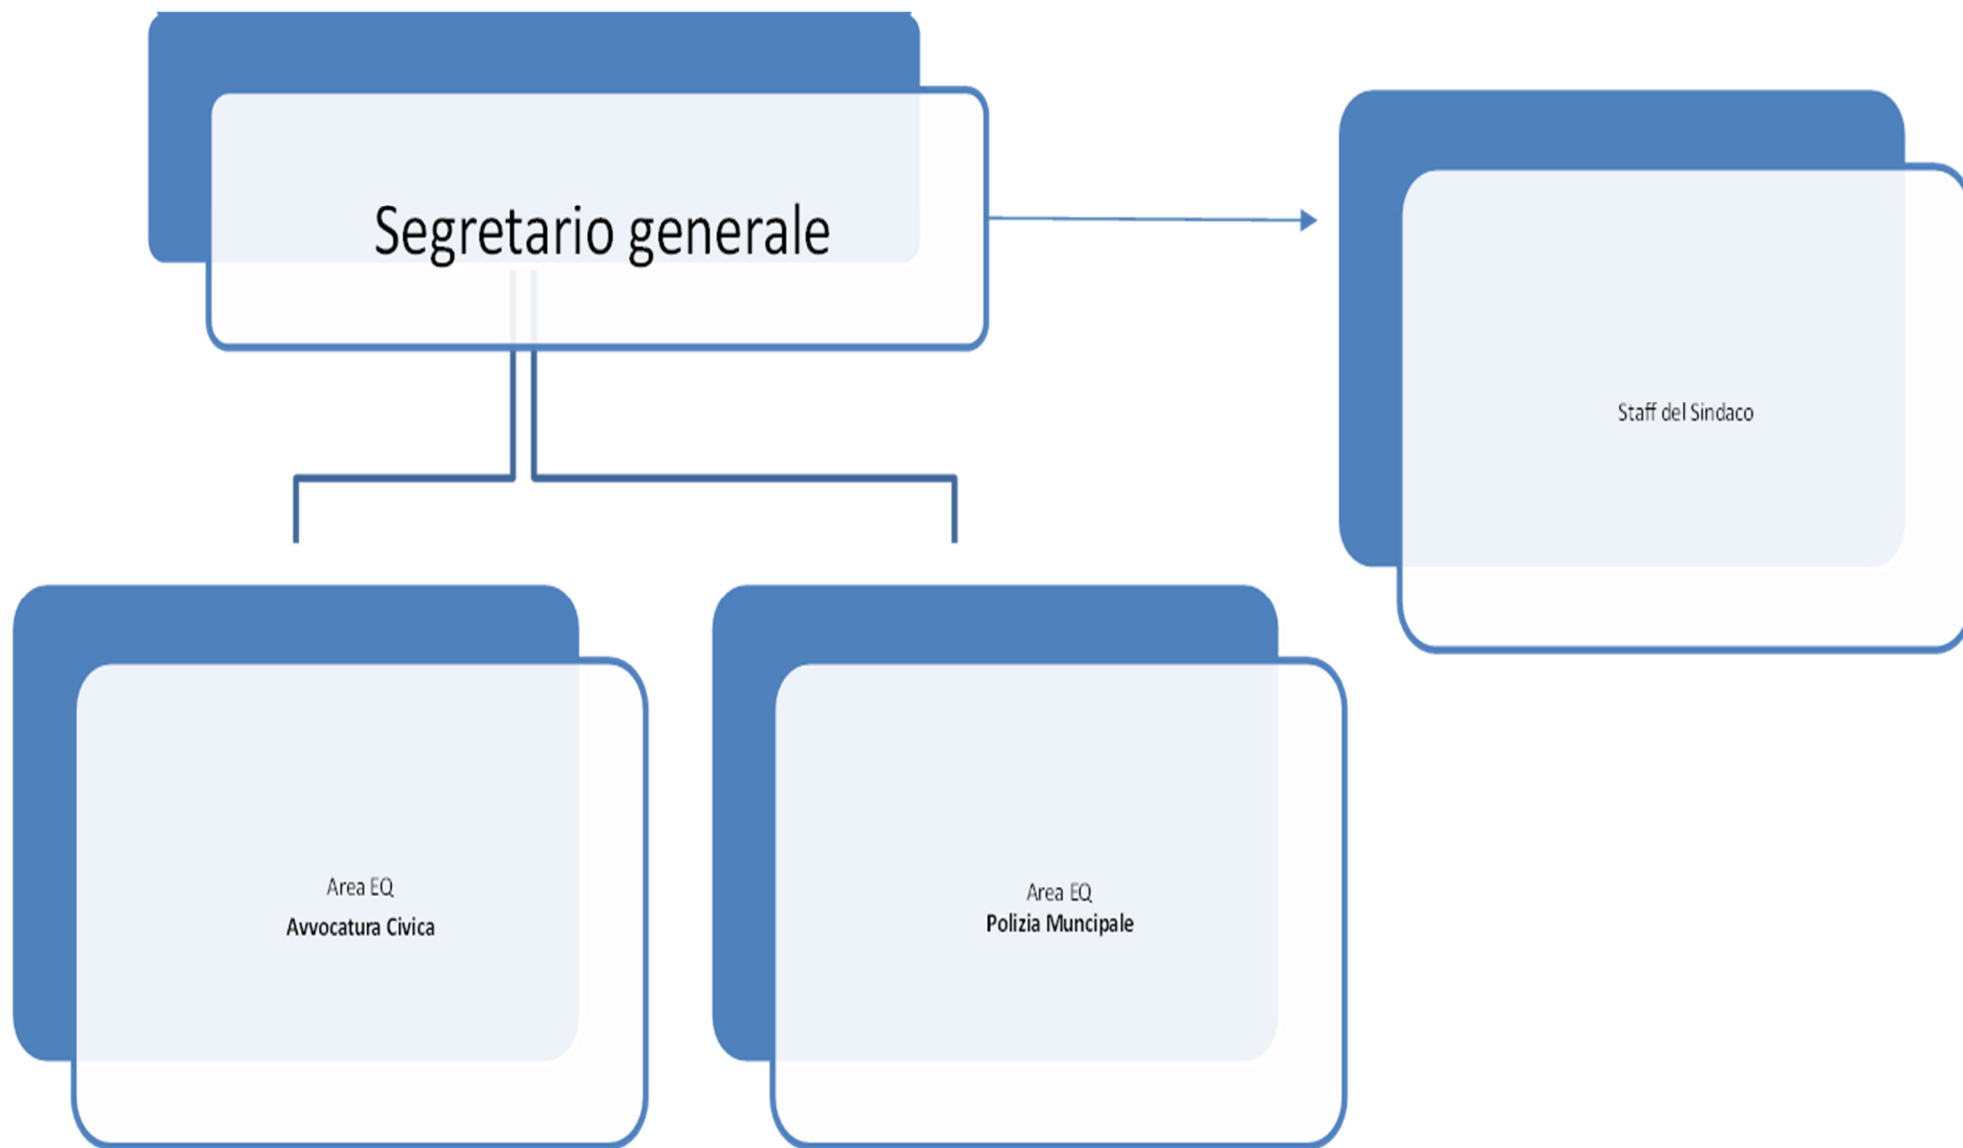 Segretario generale
Staff del Sindaco
Area EQ
Avvocatura Civica
Area EQ
Polizia Muncipale